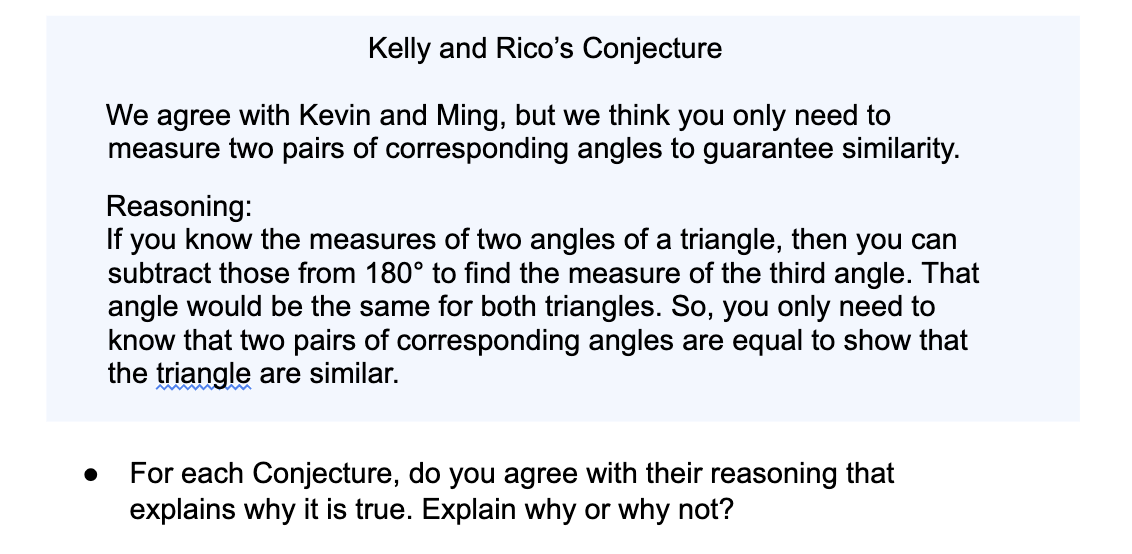 Kelly and Rico’s Conjecture
We agree with Kevin and Ming, but we think you only need to
measure two pairs of corresponding angles to guarantee similarity.
Reasoning:
If you know the measures of two angles of a triangle, then you can
subtract those from 180° to find the measure of the third angle. That
angle would be the same for both triangles. So, you only need to
know that two pairs of corresponding angles are equal to show that
the triangle are similar.
● For each Conjecture, do you agree with their reasoning that
explains why it is true. Explain why or why not?